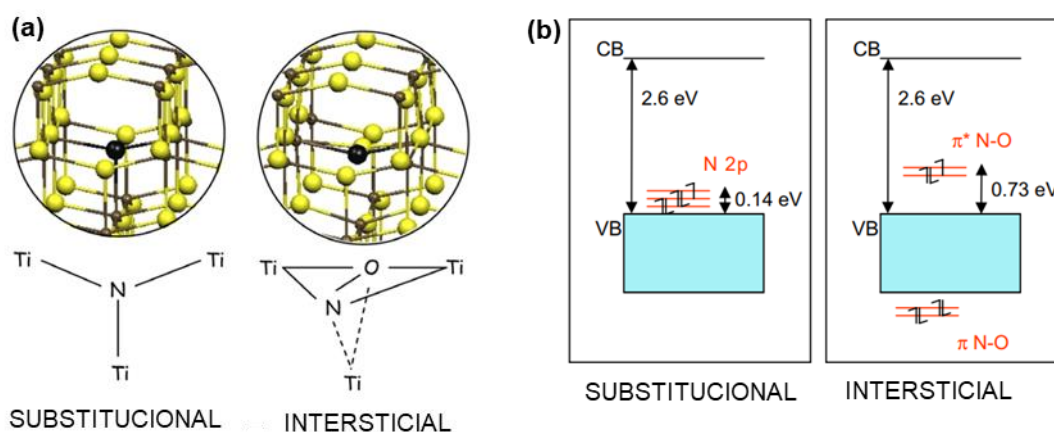 (a)
Ti
Ti
N
Ti
SUBSTITUCIONAL
Ti
O
Ti
N
Ti
INTERSTICIAL
(b)
CB
2.6 eV
N 2p
0.14 eV
VB
SUBSTITUCIONAL
CB
2.6 eV
π* N-O
0.73 eV
VB
π N-O
INTERSTICIAL